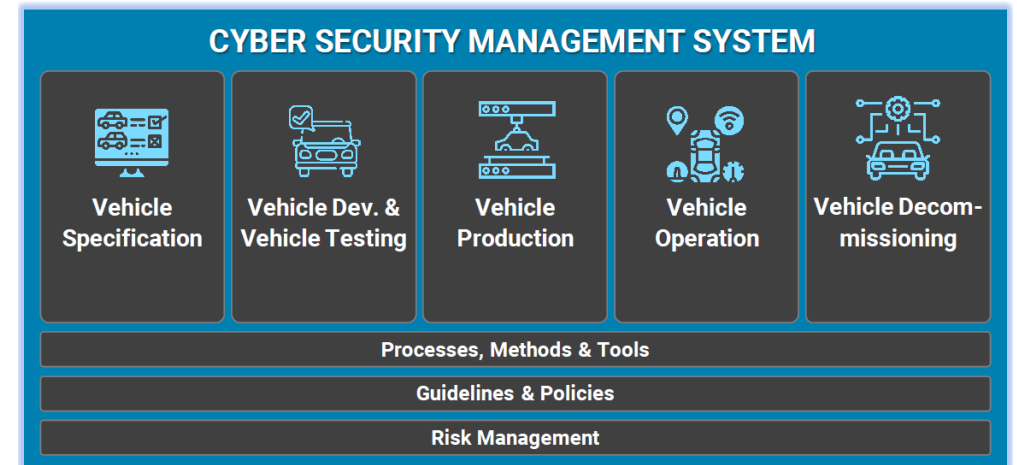 CYBER SECURITY MANAGEMENT SYSTEM
Vehicle
Specification
Vehicle Dev. &
Vehicle Testing
Vehicle
Production
Vehicle
Operation
Vehicle Decom-
missioning
Processes, Methods & Tools
Guidelines & Policies
Risk Management